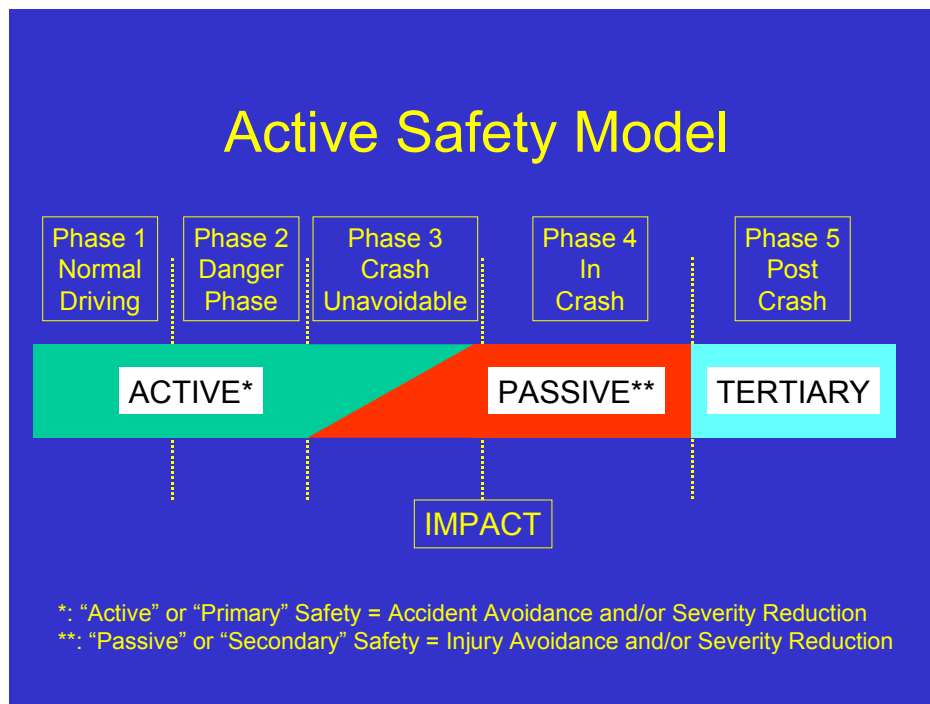 Active Safety Model
Phase 1
Normal
Driving
Phase 2
Danger
Phase
Phase 3
Crash
Unavoidable
Phase 4
In
Crash
Phase 5
Post
Crash
ACTIVE*
PASSIVE**
TERTIARY
IMPACT
*: “Active” or “Primary” Safety = Accident Avoidance and/or Severity Reduction
**: “Passive” or “Secondary” Safety = Injury Avoidance and/or Severity Reduction